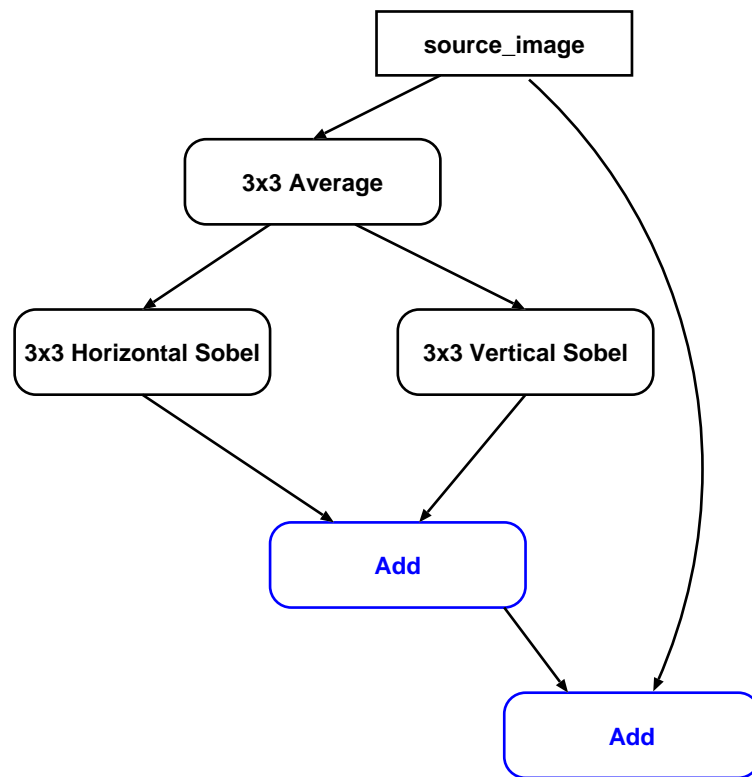 source_image
3x3 Average
3x3 Horizontal Sobel
3x3 Vertical Sobel
Add
Add